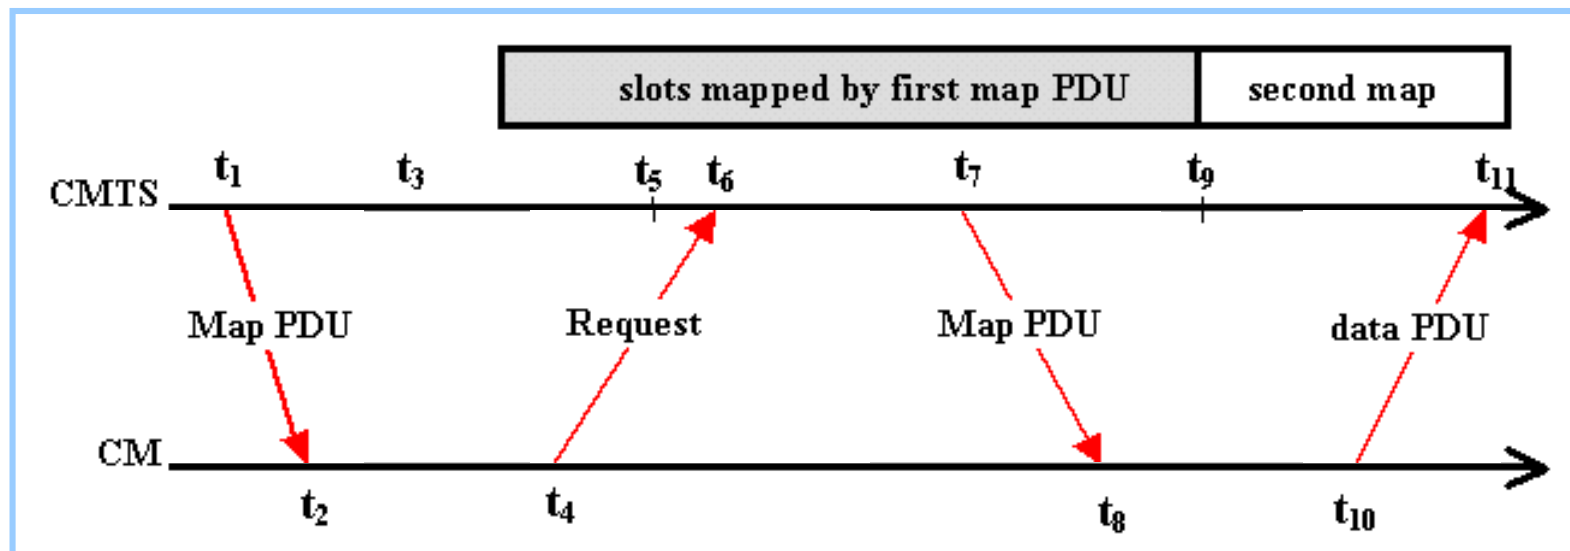 slots mapped by first map PDU second map
t₁ t₃ t₅ t₆ t₇ t₉ t₁₁
CMTS
Map PDU Request Map PDU data PDU
CM
t₂ t₄ t₈ t₁₀